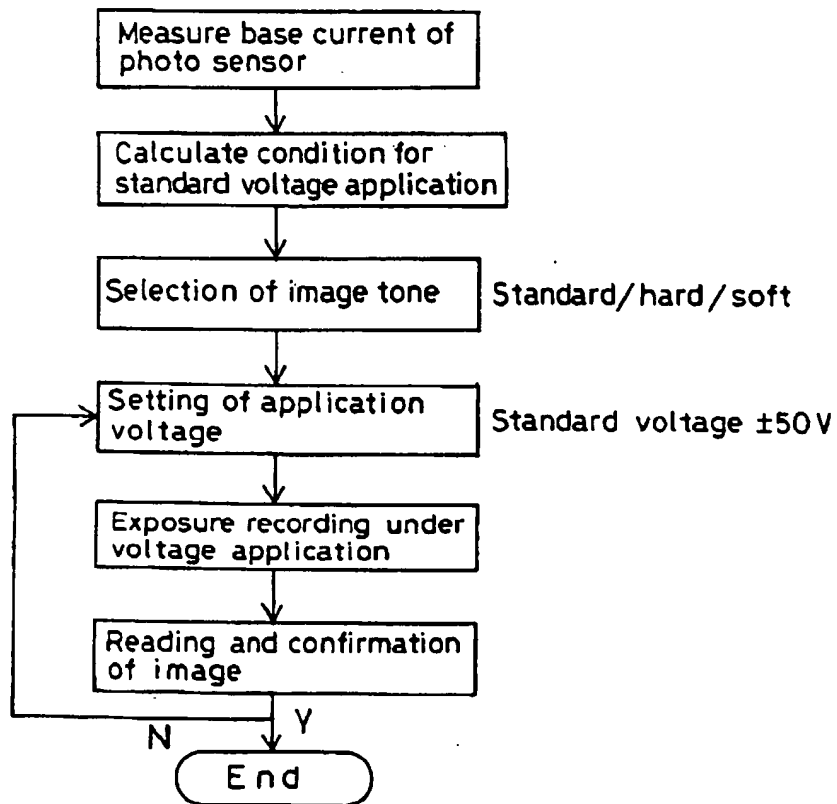 Measure base current of
photo sensor
Calculate condition for
standard voltage application
Selection of image tone
Standard/hard/soft
Setting of application
voltage
Standard voltage ±50V
Exposure recording under
voltage application
Reading and confirmation
of image
N
Y
End